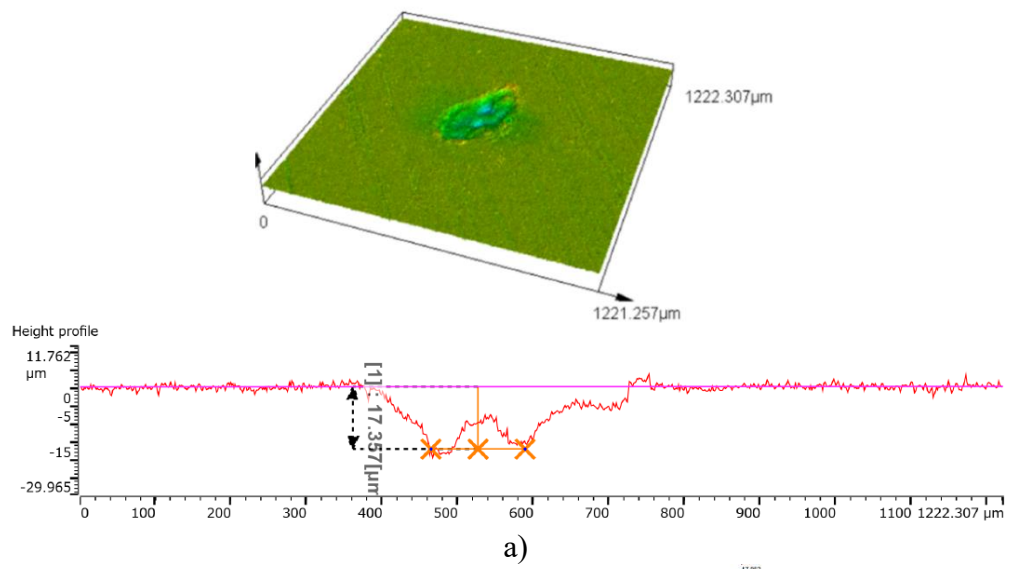 1222.307µm
0
1221.257µm
Height profile
11.762
µm
0
-5
-15
-29.965
[1] : 17.357[µm
0 100 200 300 400 500 600 700 800 900 1000 1100 1222.307 µm
a)